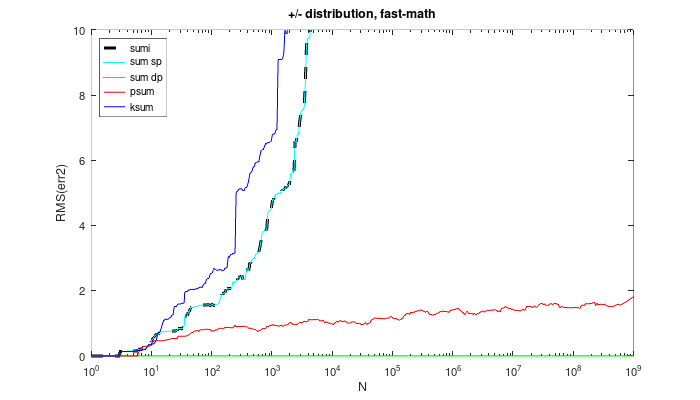 +/- distribution, fast-math
10
8
6
4
2
0
RMS(err2)
sumi
sum sp
sum dp
psum
ksum
10^0 10^1 10^2 10^3 10^4 10^5 10^6 10^7 10^8 10^9
N